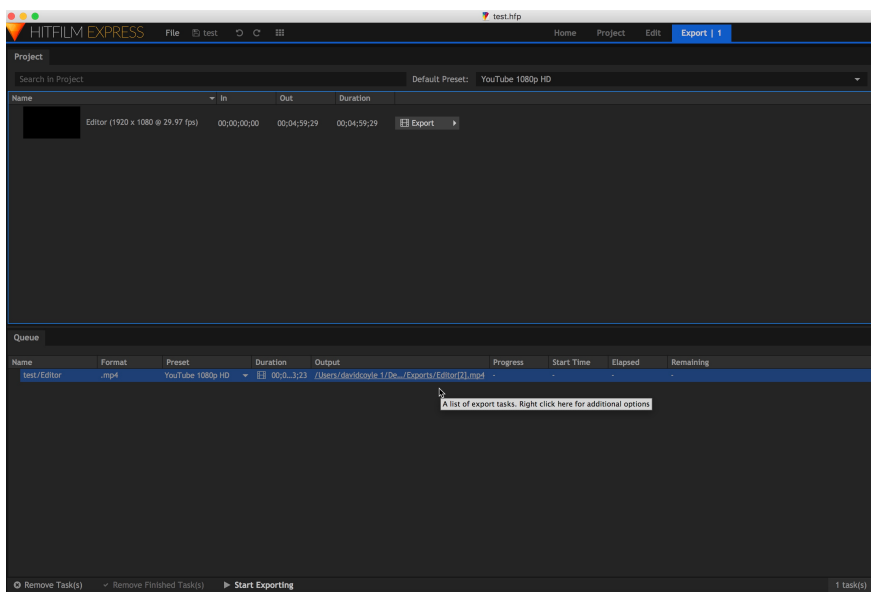 test.hfp
HITFILM EXPRESS File test Home Project Edit Export | 1
Project
Search in Project Default Preset: YouTube 1080p HD
Name In Out Duration
Editor (1920 x 1080 @ 29.97 fps) 00;00;00;00 00;04;59;29 00;04;59;29 Export
Queue
Name Format Preset Duration Output Progress Start Time Elapsed Remaining
test/Editor .mp4 YouTube 1080p HD 00;0...3;23 /Users/davidcoyle 1/De.../Exports/Editor[2].mp4 - - - -
A list of export tasks. Right click here for additional options
Remove Task(s) Remove Finished Task(s) Start Exporting 1 task(s)